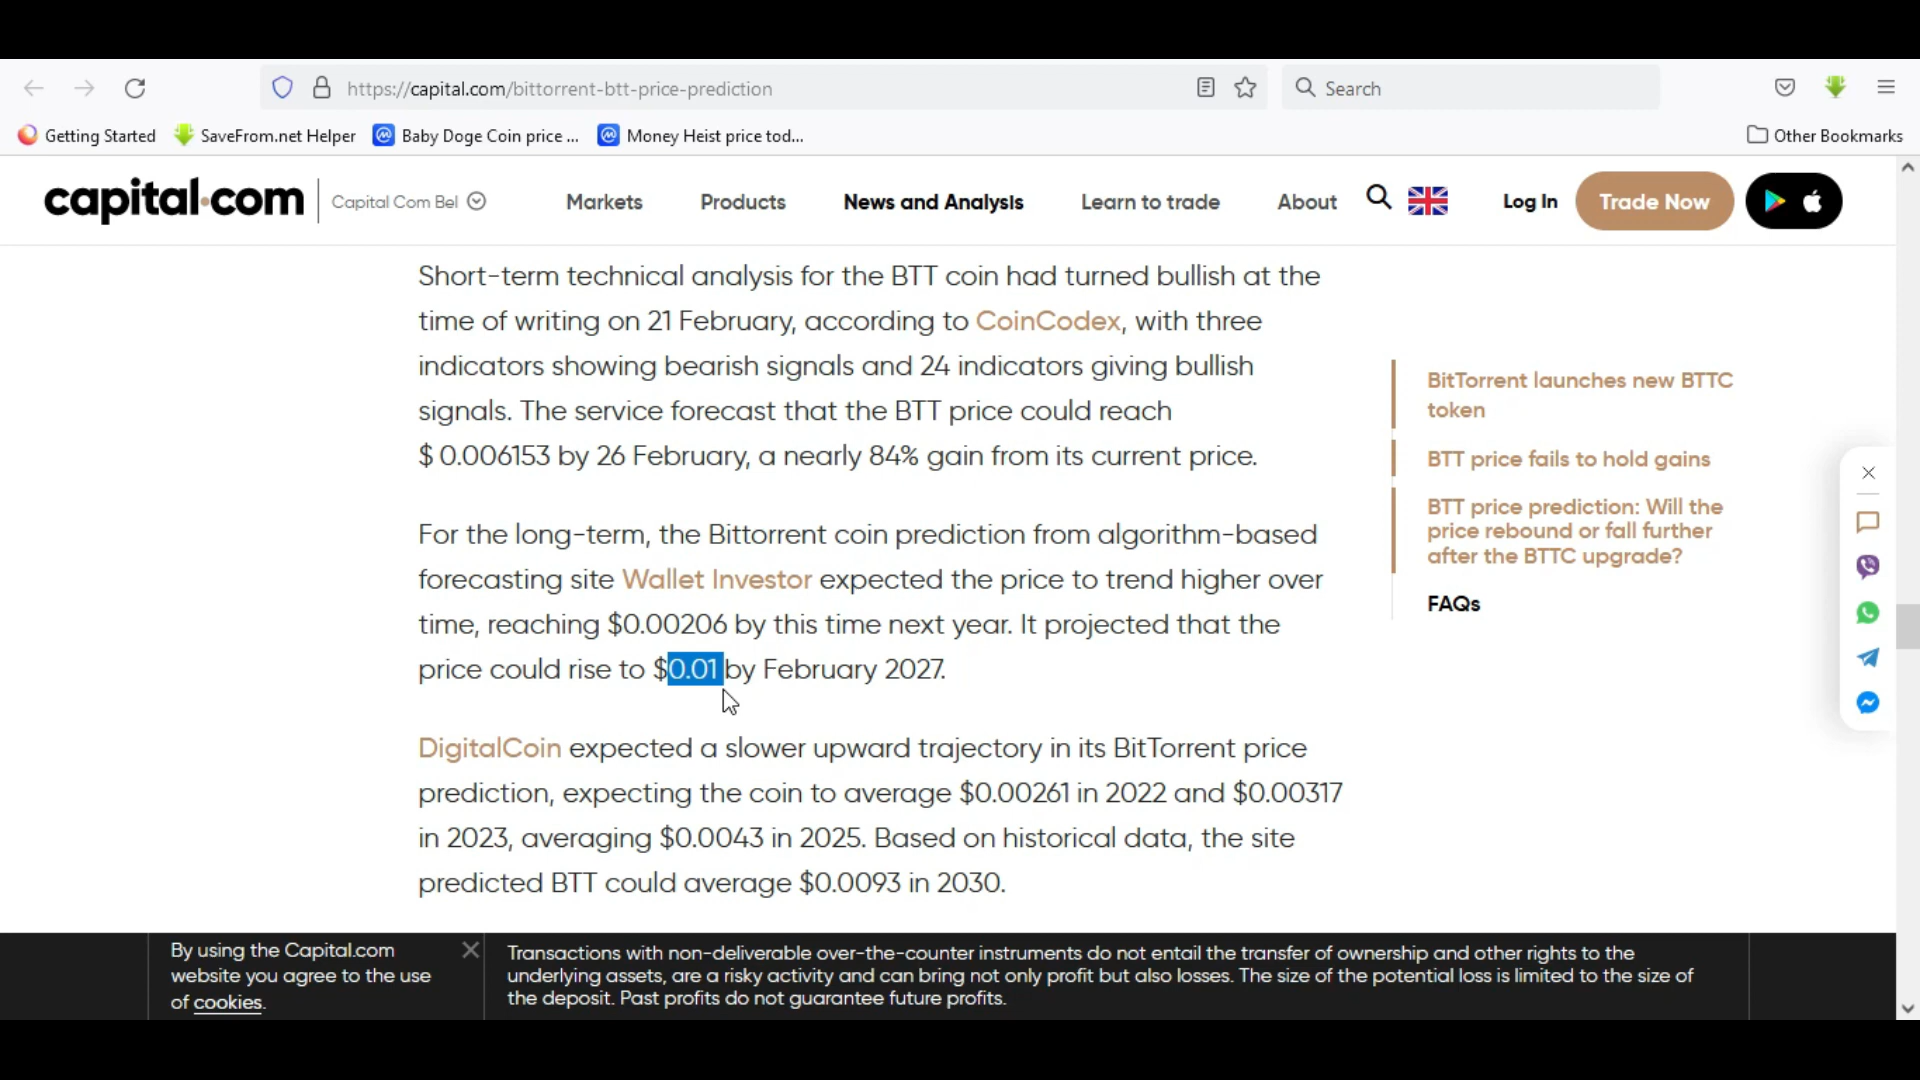 https://capital.com/bittorrent-btt-price-prediction
Search
Getting Started
SaveFrom.net Helper
Baby Doge Coin price ...
Money Heist price tod...
Other Bookmarks
capital.com
Capital Com Bel
Markets
Products
News and Analysis
Learn to trade
About
Log In
Trade Now
Short-term technical analysis for the BTT coin had turned bullish at the
time of writing on 21 February, according to CoinCodex, with three
indicators showing bearish signals and 24 indicators giving bullish
signals. The service forecast that the BTT price could reach
$ 0.006153 by 26 February, a nearly 84% gain from its current price.
For the long-term, the Bittorrent coin prediction from algorithm-based
forecasting site Wallet Investor expected the price to trend higher over
time, reaching $0.00206 by this time next year. It projected that the
price could rise to $0.01 by February 2027.
DigitalCoin expected a slower upward trajectory in its BitTorrent price
prediction, expecting the coin to average $0.00261 in 2022 and $0.00317
in 2023, averaging $0.0043 in 2025. Based on historical data, the site
predicted BTT could average $0.0093 in 2030.
BitTorrent launches new BTTC
token
BTT price fails to hold gains
BTT price prediction: Will the
price rebound or fall further
after the BTTC upgrade?
FAQs
By using the Capital.com
website you agree to the use
of cookies.
Transactions with non-deliverable over-the-counter instruments do not entail the transfer of ownership and other rights to the
underlying assets, are a risky activity and can bring not only profit but also losses. The size of the potential loss is limited to the size of
the deposit. Past profits do not guarantee future profits.